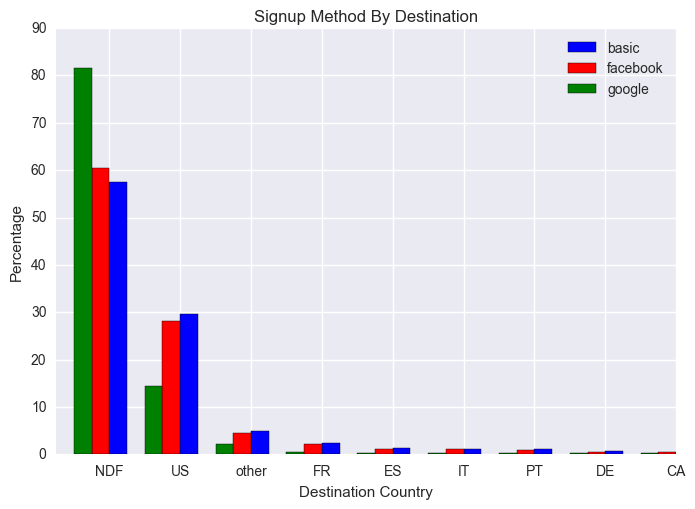 Signup Method By Destination
90
80
70
60
50
40
30
20
10
0
Percentage
basic
facebook
google
NDF US other FR ES IT PT DE CA
Destination Country